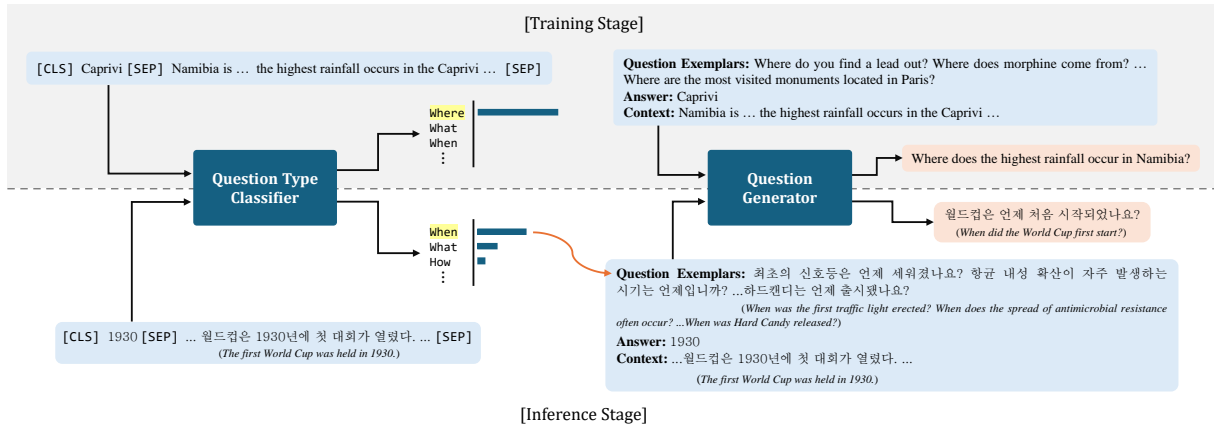 [Training Stage]
[CLS] Caprivi [SEP] Namibia is … the highest rainfall occurs in the Caprivi … [SEP]
Where
What
When
⋮
Question Type
Classifier
Question Exemplars: Where do you find a lead out? Where does morphine come from? …
Where are the most visited monuments located in Paris?
Answer: Caprivi
Context: Namibia is … the highest rainfall occurs in the Caprivi …
Question
Generator
Where does the highest rainfall occur in Namibia?
월드컵은 언제 처음 시작되었나요?
(When did the World Cup first start?)
When
What
How
⋮
[CLS] 1930 [SEP] … 월드컵은 1930년에 첫 대회가 열렸다. … [SEP]
(The first World Cup was held in 1930.)
Question Exemplars: 최초의 신호등은 언제 세워졌나요? 항균 내성 확산이 자주 발생하는
시기는 언제입니까? …하드캔디는 언제 출시됐나요?
(When was the first traffic light erected? When does the spread of antimicrobial resistance
often occur? …When was Hard Candy released?)
Answer: 1930
Context: …월드컵은 1930년에 첫 대회가 열렸다. …
(The first World Cup was held in 1930.)
[Inference Stage]